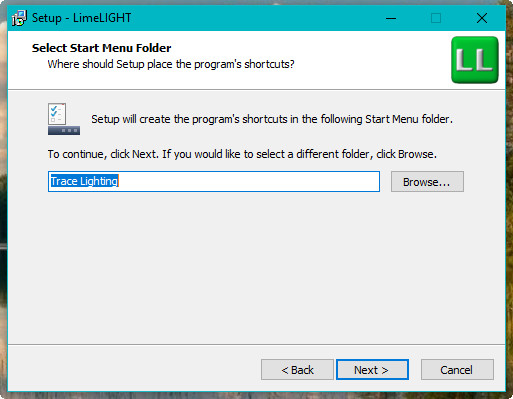 Setup - LimeLIGHT
Select Start Menu Folder
Where should Setup place the program's shortcuts?
LL
Setup will create the program's shortcuts in the following Start Menu folder.
To continue, click Next. If you would like to select a different folder, click Browse.
Trace Lighting
Browse...
< Back
Next >
Cancel